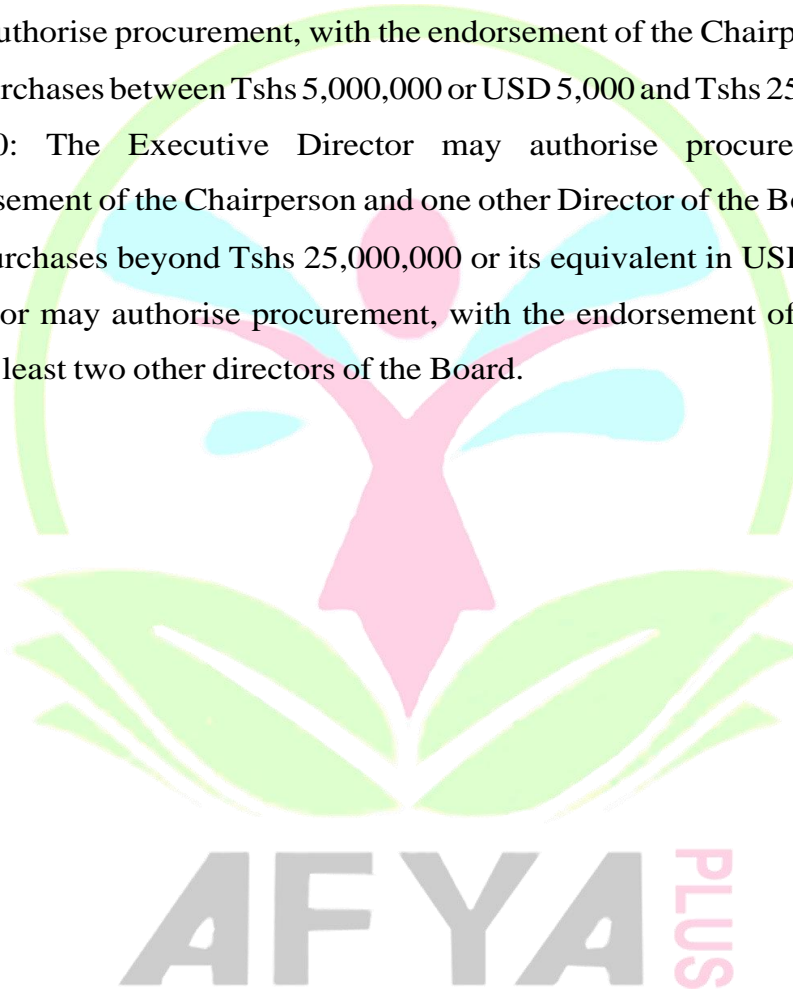 uthorise procurement, with the endorsement of the Chairp
rchases between Tshs 5,000,000 or USD 5,000 and Tshs 25
0: The Executive Director may authorise procure
sement of the Chairperson and one other Director of the B
urchases beyond Tshs 25,000,000 or its equivalent in USD
or may authorise procurement, with the endorsement of
least two other directors of the Board.
AFYA
PLUS